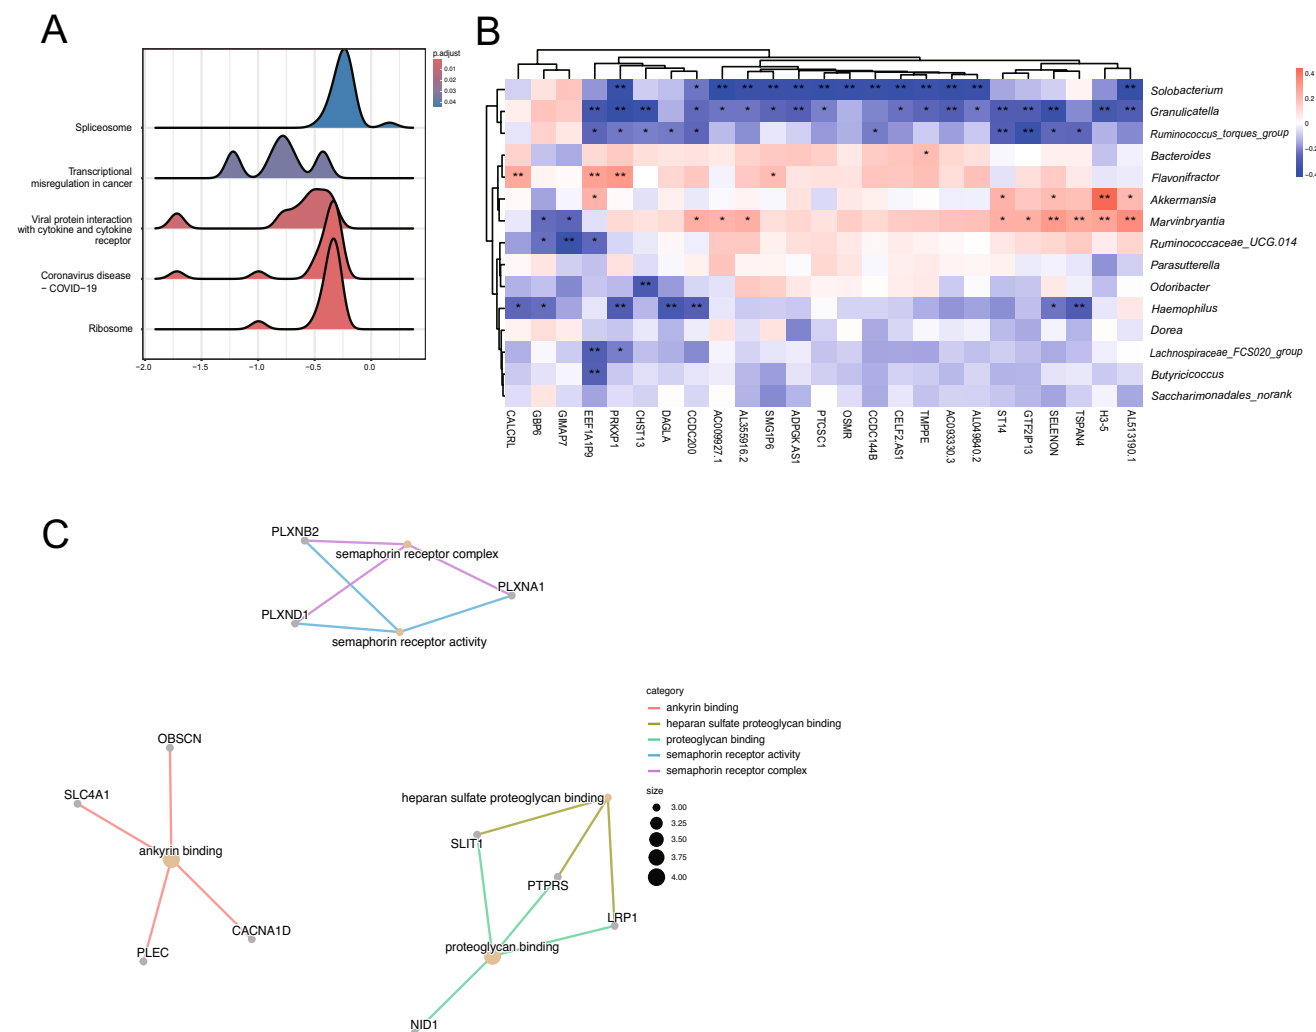 A
p.adjust
0.01
0.02
0.03
0.04
Spliceosome
Transcriptional
misregulation in cancer
Viral protein interaction
with cytokine and cytokine
receptor
Coronavirus disease
− COVID−19
Ribosome
−2.0
−1.5
−1.0
−0.5
0.0
B
** * ** ** ** ** ** ** ** ** ** ** ** **
** ** ** * * * ** * * * ** * ** ** ** ** **
* * * * * * ** ** * *
*
** ** ** *
* * * ** *
* * * * * * ** ** ** **
* ** *
**
* * ** ** ** * **
** *
**
Solobacterium
Granulicatella
Ruminococcus_torques_group
Bacteroides
Flavonifractor
Akkermansia
Marvinbryantia
Ruminococcaceae_UCG.014
Parasutterella
Odoribacter
Haemophilus
Dorea
Lachnospiraceae_FCS020_group
Butyricicoccus
Saccharimonadales_norank
0.4
0.2
0
−0.2
−0.4
CALCRL
GBP6
GIMAP7
EEF1A1P9
PRKXP1
CHST13
DAGLA
CCDC200
AC009927.1
AL355916.2
SMG1P6
ADPGK.AS1
PTCSC1
OSMR
CCDC144B
CELF2.AS1
TMPPE
AC093330.3
AL049840.2
ST14
GTF2IP13
SELENON
TSPAN4
H3-5
AL513190.1
C
PLXNB2
semaphorin receptor complex
PLXNA1
PLXND1
semaphorin receptor activity
OBSCN
SLC4A1
ankyrin binding
CACNA1D
PLEC
heparan sulfate proteoglycan binding
SLIT1
PTPRS
LRP1
proteoglycan binding
NID1
category
ankyrin binding
heparan sulfate proteoglycan binding
proteoglycan binding
semaphorin receptor activity
semaphorin receptor complex
size
3.00
3.25
3.50
3.75
4.00